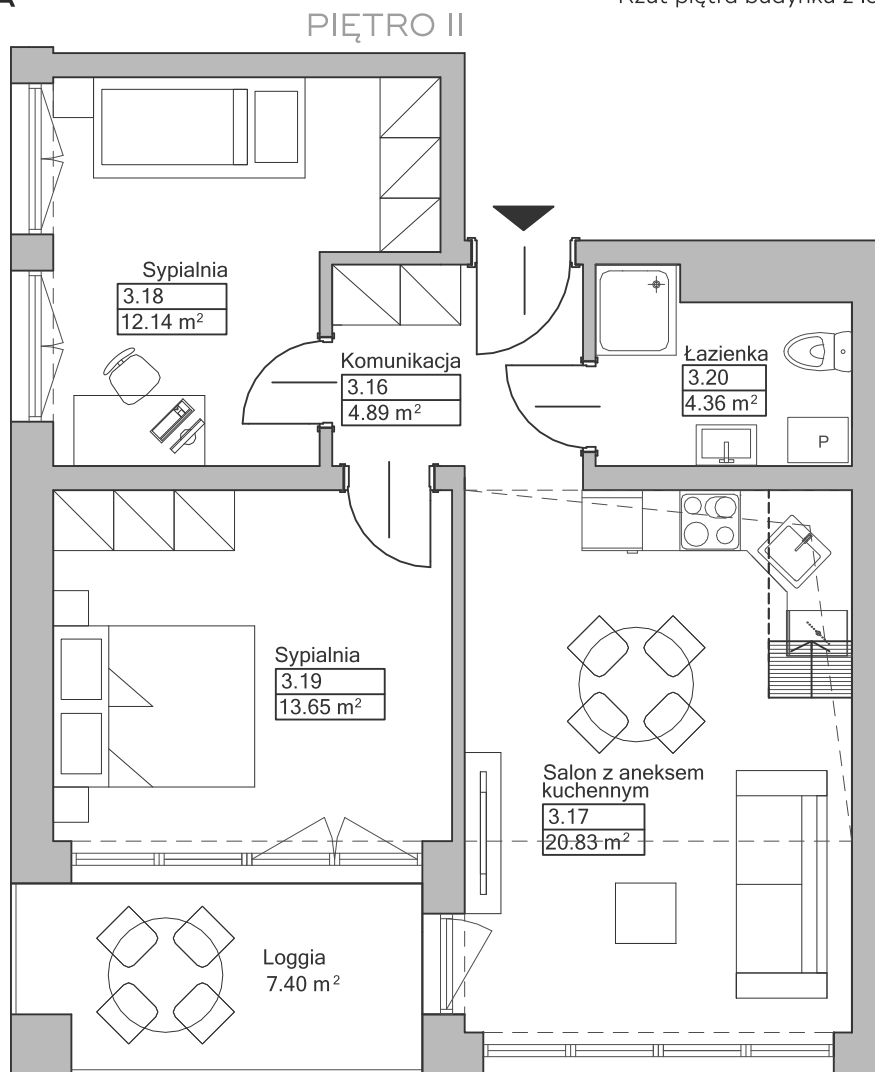 PIĘTRO II
Sypialnia
3.18
12.14 m²
Komunikacja
3.16
4.89 m²
Łazienka
3.20
4.36 m²
P
Sypialnia
3.19
13.65 m²
Salon z aneksem
kuchennym
3.17
20.83 m²
Loggia
7.40 m²